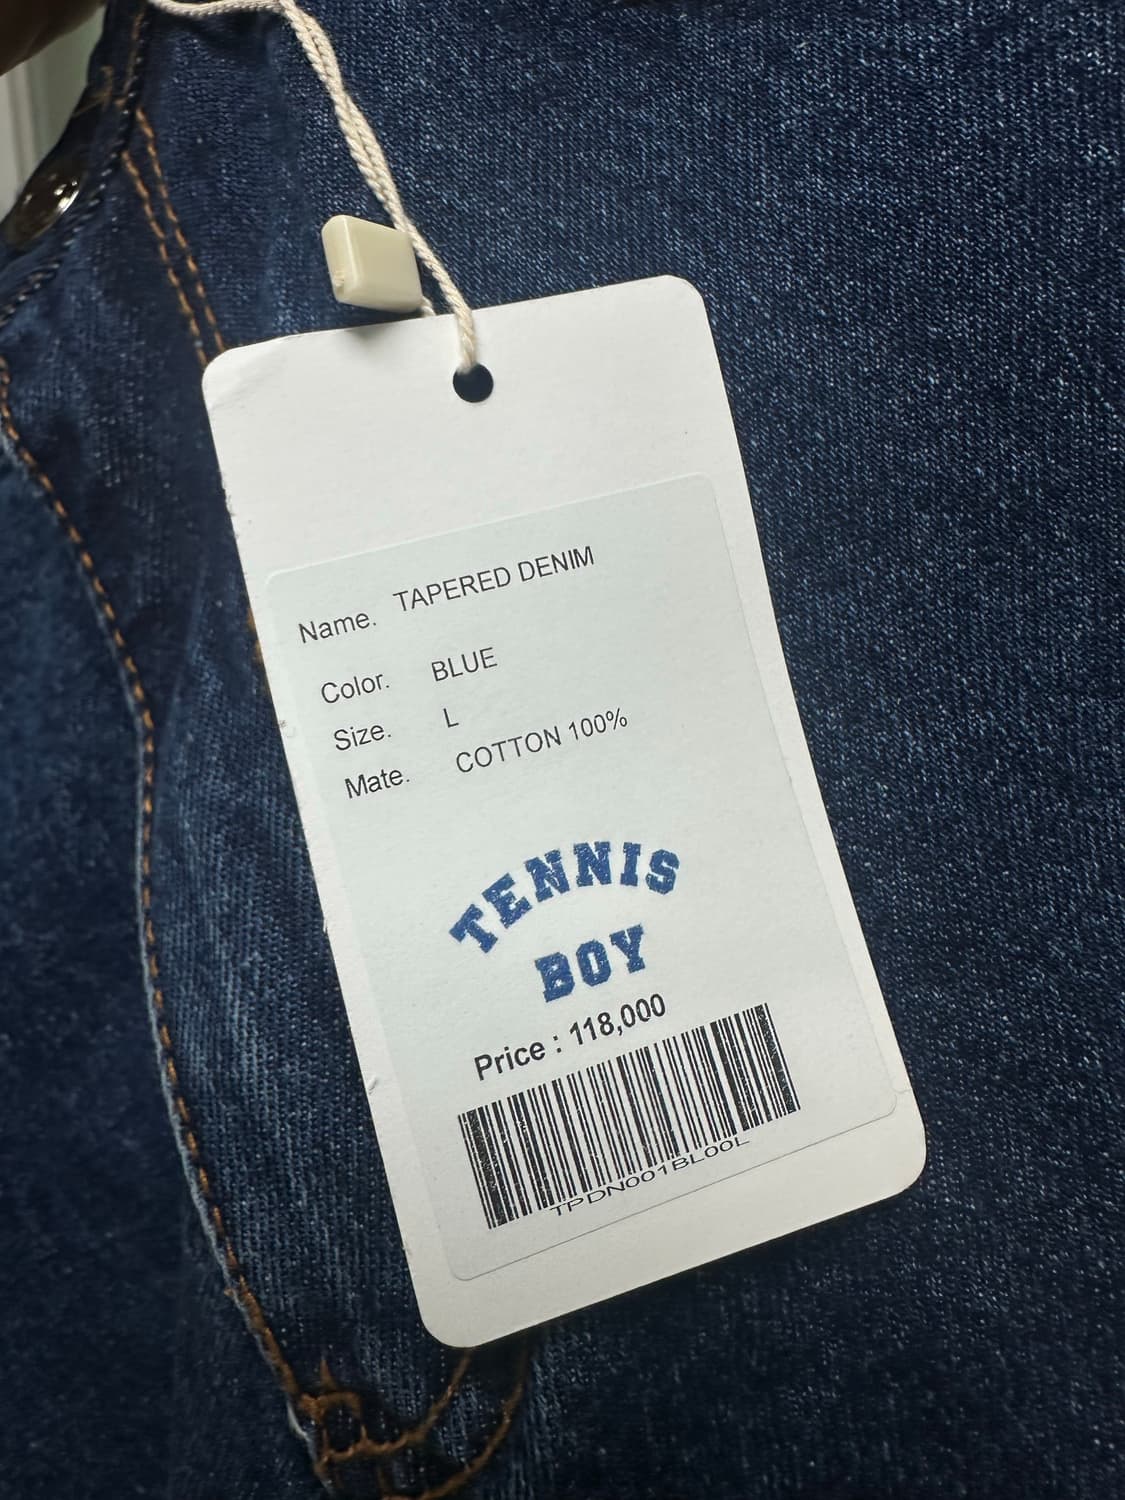 Name. TAPERED DENIM
Color. BLUE
Size. L
Mate. COTTON 100%
TENNIS
BOY
Price : 118,000
TPDN001BL00L